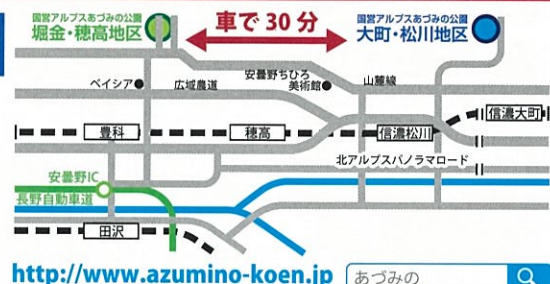 国営アルプスあづみの公園
堀金・穂高地区
車で30分
国営アルプスあづみの公園
大町・松川地区
ベイシア
広域農道
安曇野ちひろ
美術館
山麓線
信濃大町
豊科
穂高
信濃松川
北アルプスパノラマロード
安曇野IC
長野自動車道
田沢
http://www.azumino-koen.jp
あづみの